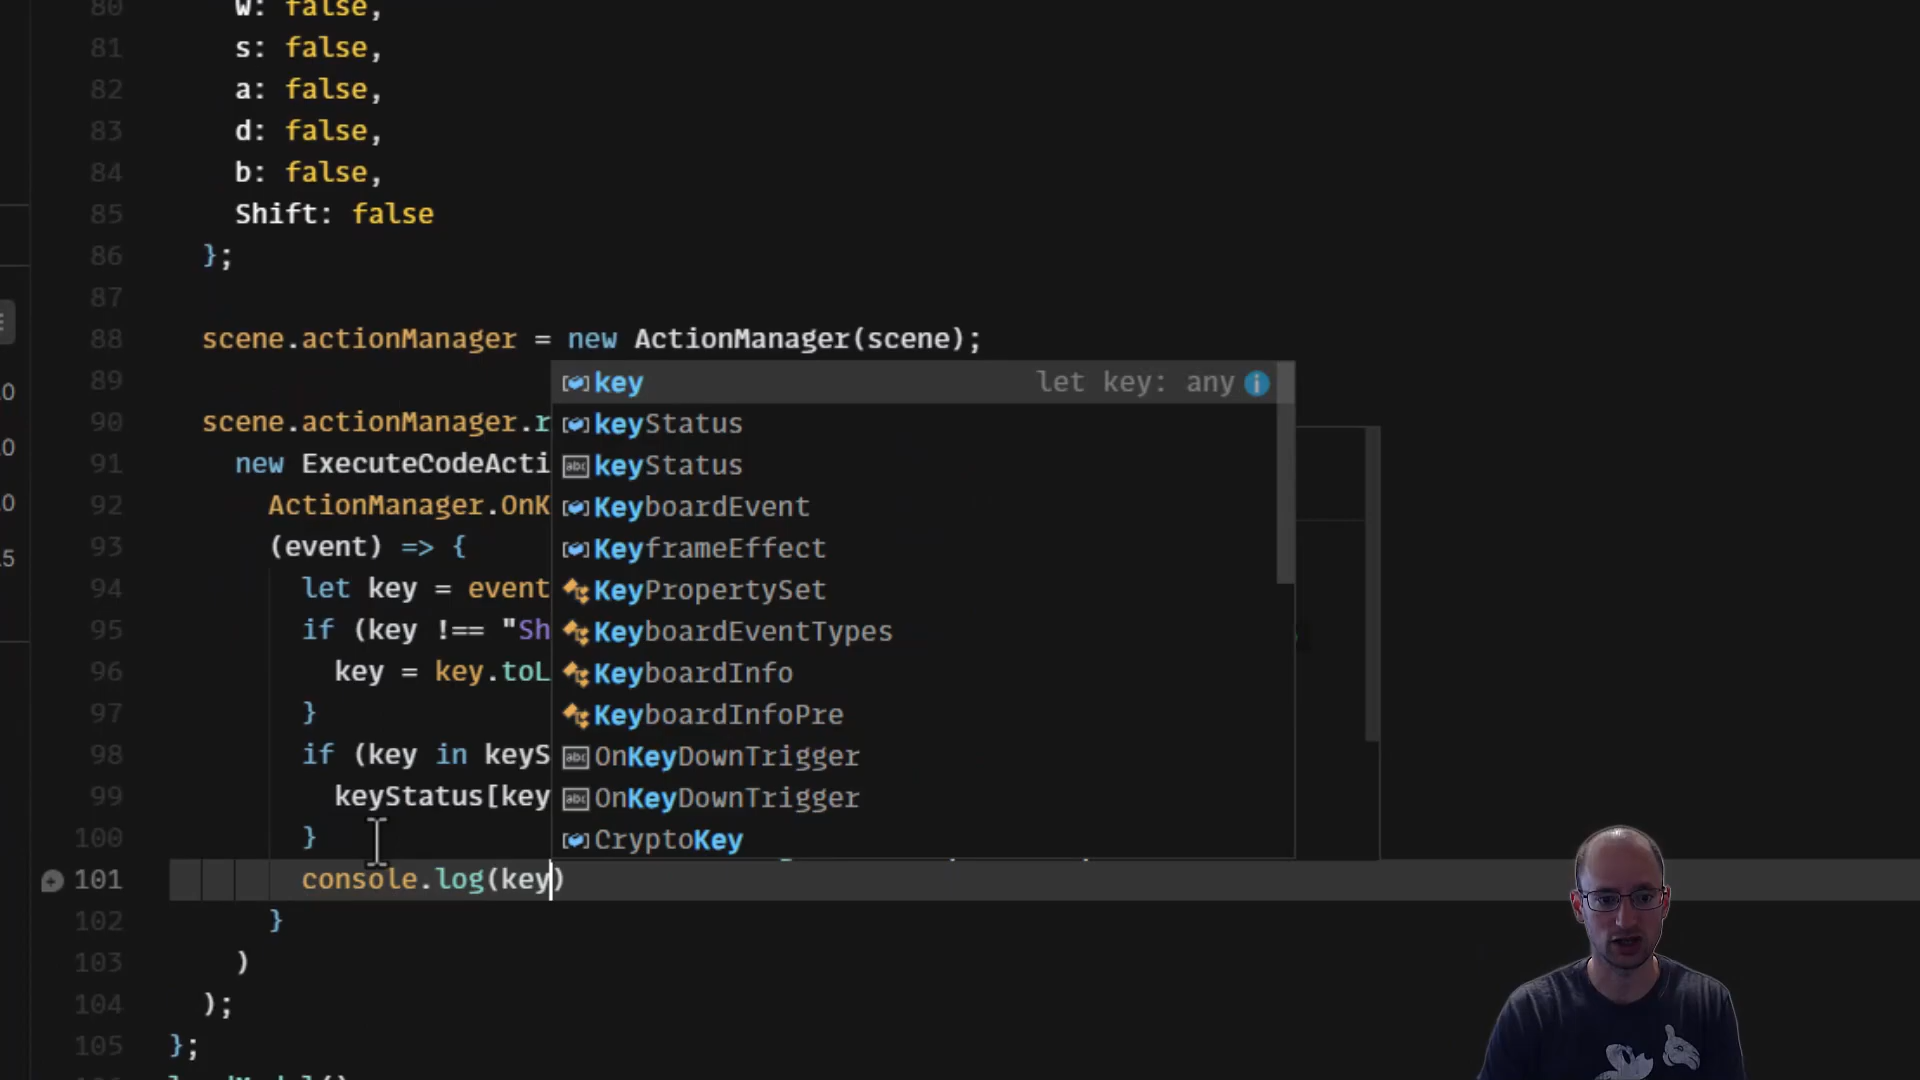 80 w: false,
81 s: false,
82 a: false,
83 d: false,
84 b: false,
85 Shift: false
86 };
87
88 scene.actionManager = new ActionManager(scene);
89 key let key: any
keyStatus
90 scene.actionManager.r
keyStatus
91 new ExecuteCodeActi
KeyboardEvent
92 ActionManager.OnK
KeyframeEffect
93 (event) => {
KeyPropertySet
94 let key = event
KeyboardEventTypes
95 if (key !== "Sh
KeyboardInfo
96 key = key.toL
KeyboardInfoPre
97 }
OnKeyDownTrigger
98 if (key in keyS
OnKeyDownTrigger
99 keyStatus[key
CryptoKey
100 }
101 console.log(key)
102 }
103 )
104 );
105 };